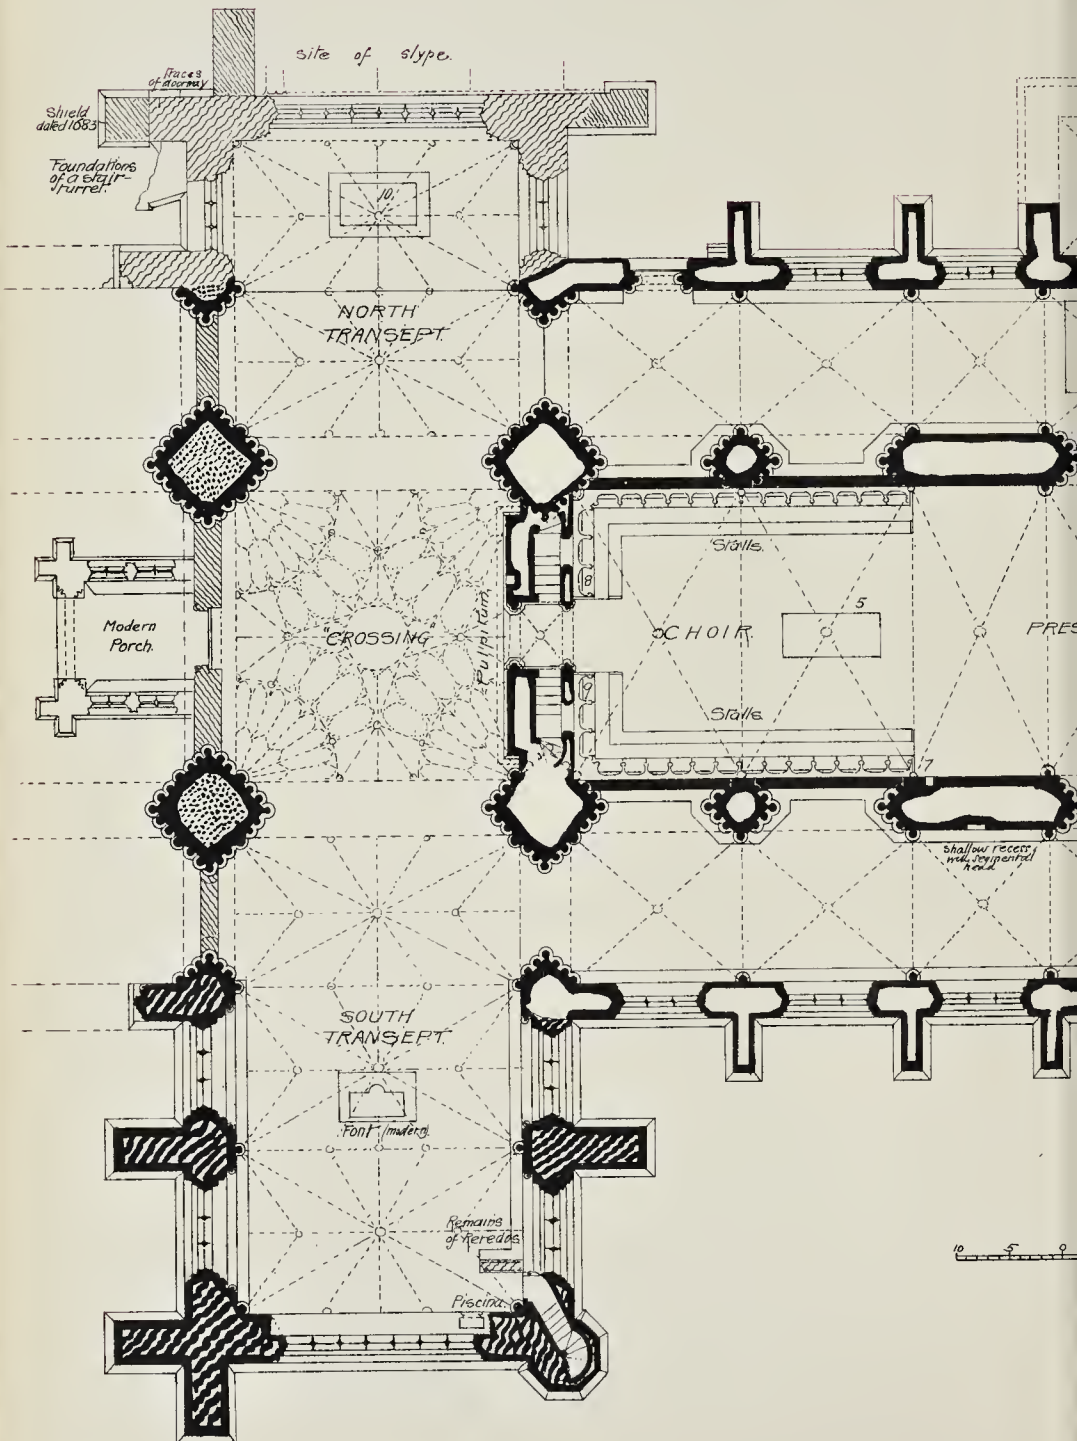 site of slype.
Traces
of doorway
Shield
dated 1683
Foundations
of a stair-
turret.
10.
NORTH
TRANSEPT.
Stalls.
8
Modern
Porch.
"CROSSING"
Pulpitum.
CHOIR.
5
PRES
9
Stalls.
7
Shallow recess
with segmental
head
SOUTH
TRANSEPT.
Font (modern).
Remains
of Reredos.
Piscina.
10 5 0